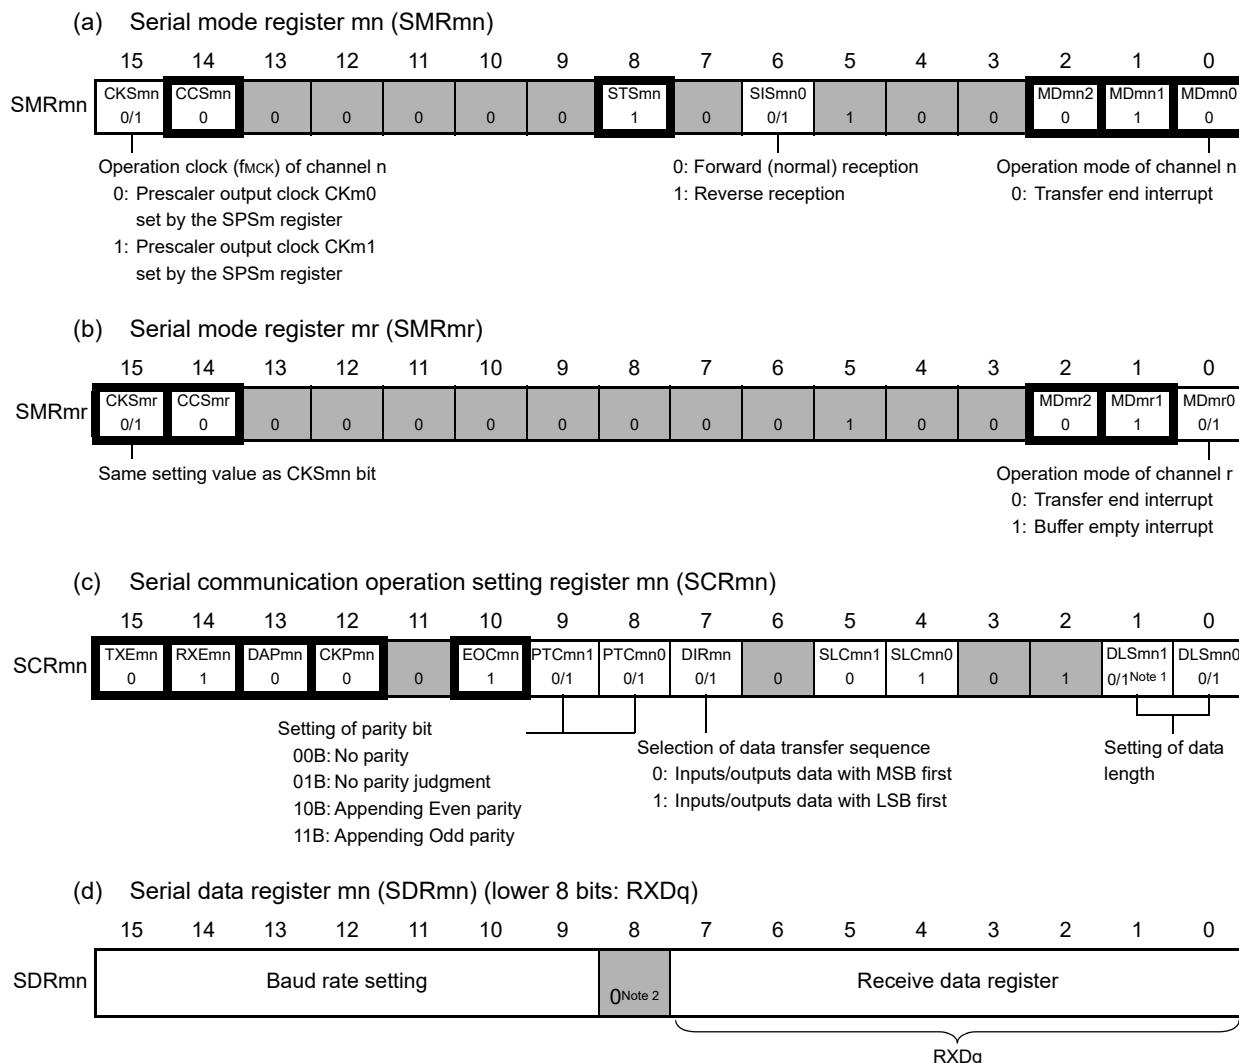 (a) Serial mode register mn (SMRmn)
15 14 13 12 11 10 9 8 7 6 5 4 3 2 1 0
SMRmn
CKSmn CCSmn STSmn SISmn0 MDmn2 MDmn1 MDmn0
0/1 0 0 0 0 0 0 1 0 0/1 1 0 0 0 1 0
Operation clock (fMCK) of channel n
0: Prescaler output clock CKm0
set by the SPSm register
1: Prescaler output clock CKm1
set by the SPSm register
0: Forward (normal) reception
1: Reverse reception
Operation mode of channel n
0: Transfer end interrupt
(b) Serial mode register mr (SMRmr)
15 14 13 12 11 10 9 8 7 6 5 4 3 2 1 0
SMRmr
CKSmr CCSmr MDmr2 MDmr1 MDmr0
0/1 0 0 0 0 0 0 0 0 0 1 0 0 0 1 0/1
Same setting value as CKSmn bit
Operation mode of channel r
0: Transfer end interrupt
1: Buffer empty interrupt
(c) Serial communication operation setting register mn (SCRmn)
15 14 13 12 11 10 9 8 7 6 5 4 3 2 1 0
SCRmn
TXEmn RXEmn DAPmn CKPmn EOCmn PTCmn1 PTCmn0 DIRmn SLCmn1 SLCmn0 DLSmn1 DLSmn0
0 1 0 0 0 1 0/1 0/1 0/1 0 0 1 0 1 0/1Note 1 0/1
Setting of parity bit
00B: No parity
01B: No parity judgment
10B: Appending Even parity
11B: Appending Odd parity
Selection of data transfer sequence
0: Inputs/outputs data with MSB first
1: Inputs/outputs data with LSB first
Setting of data
length
(d) Serial data register mn (SDRmn) (lower 8 bits: RXDq)
15 14 13 12 11 10 9 8 7 6 5 4 3 2 1 0
SDRmn
Baud rate setting
0Note 2
Receive data register
RXDq